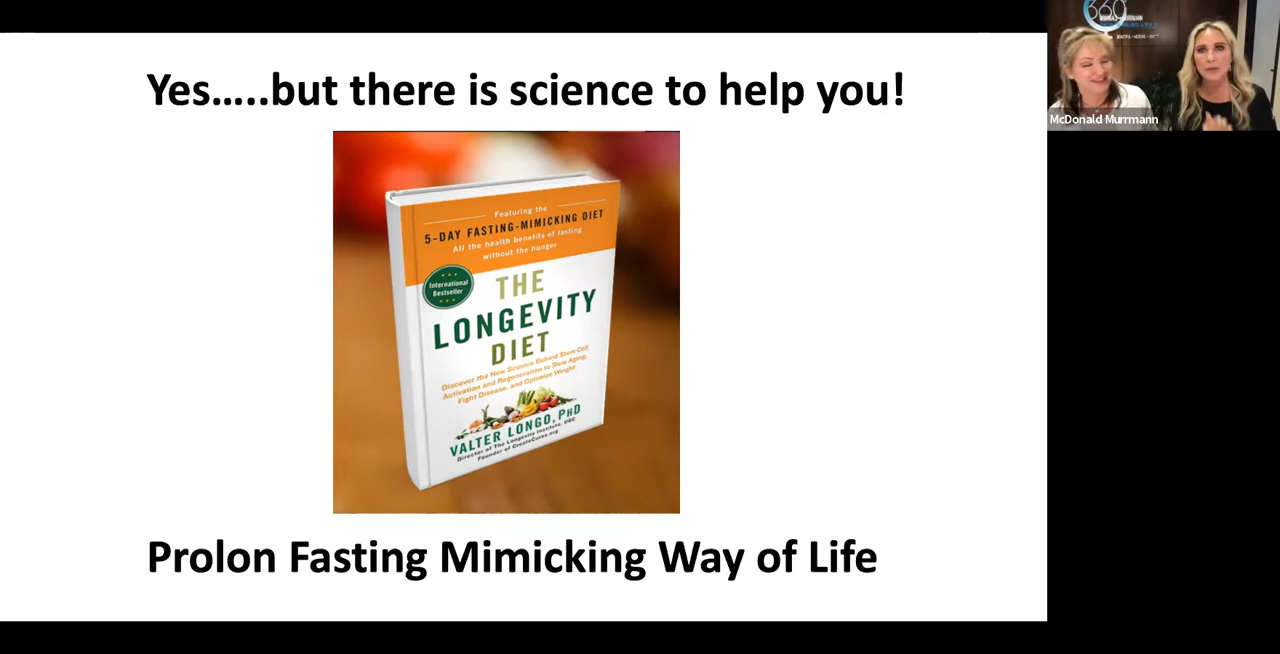 Yes…..but there is science to help you!
Featuring the
5-DAY FASTING-MIMICKING DIET
All the health benefits of fasting
without the hunger
International
Bestseller
THE
LONGEVITY
DIET
Discover the New Science Behind Stem Cell
Activation and Regeneration to Slow Aging,
Fight Disease, and Optimize Weight
VALTER LONGO, PHD
Director of The Longevity Institute, USC
Founder of CreateCures.org
Prolon Fasting Mimicking Way of Life
360
McDonald Murrmann